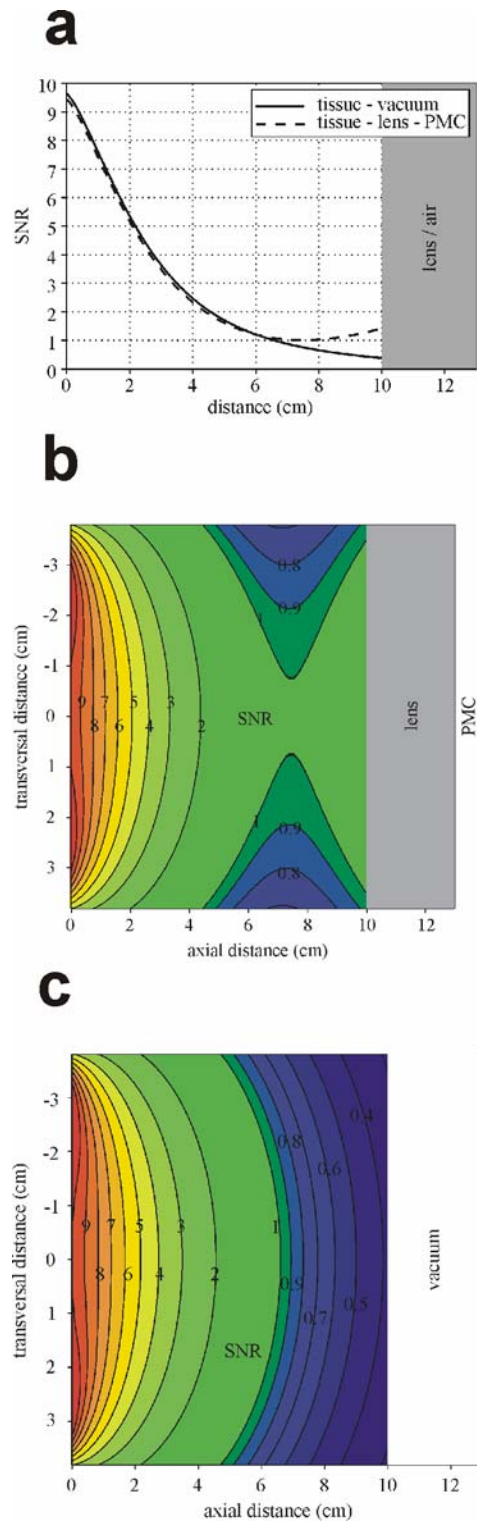 a
10
9
8
7
6
5
4
3
2
1
0
SNR
tissue - vacuum
tissue - lens - PMC
lens / air
0 2 4 6 8 10 12
distance (cm)
b
-3
-2
-1
0
1
2
3
transversal distance (cm)
9 7 5 3
8 6 4 2
SNR
1
0.9
0.8
1
0.9
0.8
lens
PMC
0 2 4 6 8 10 12
axial distance (cm)
c
-3
-2
-1
0
1
2
3
transversal distance (cm)
9 7 5 3 1
8 6 4 2
0.8 0.6 0.4
0.9 0.7 0.5
SNR
vacuum
0 2 4 6 8 10 12
axial distance (cm)